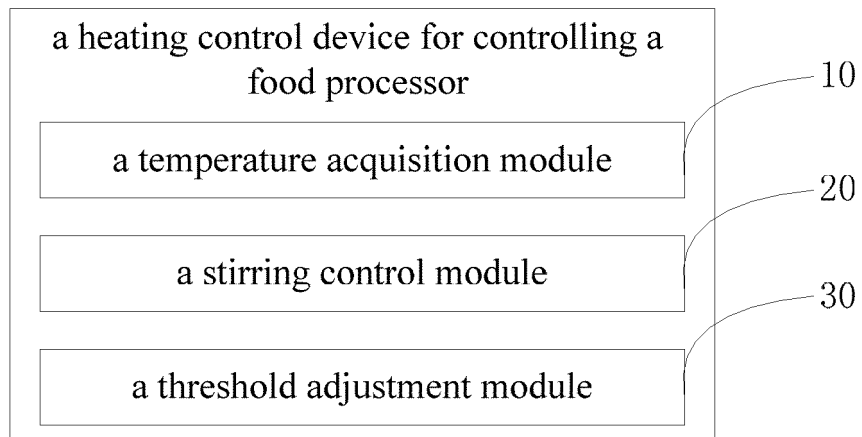 a heating control device for controlling a
food processor
10
a temperature acquisition module
20
a stirring control module
30
a threshold adjustment module